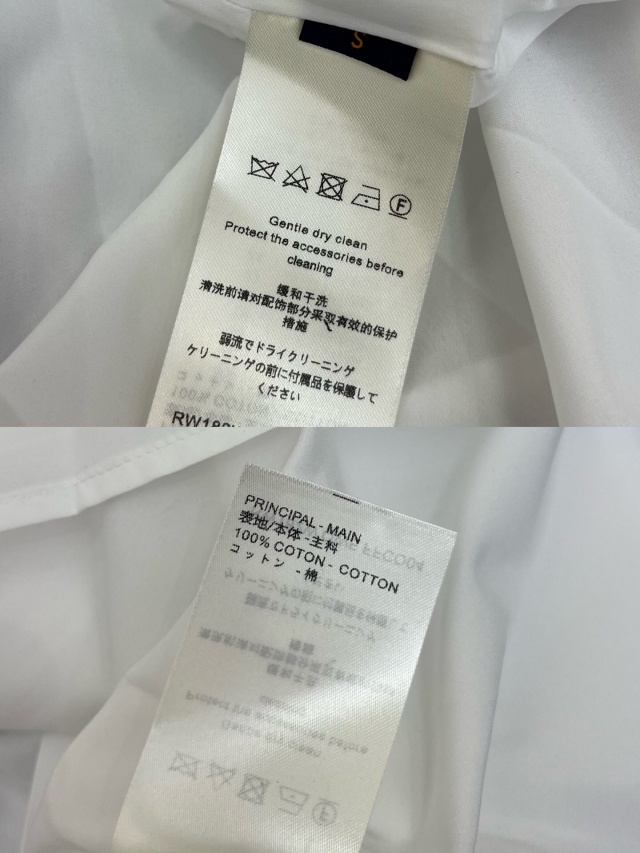 S
F
Gentle dry clean
Protect the accessories before
cleaning
缓和干洗
清洗前请对配饰部分采取有效的保护
措施
弱流でドライクリーニング
ケリーニングの前に付属品を保護して
ください
PRINCIPAL - MAIN
表地/本体 - 主料
100% COTON - COTTON
コットン - 棉